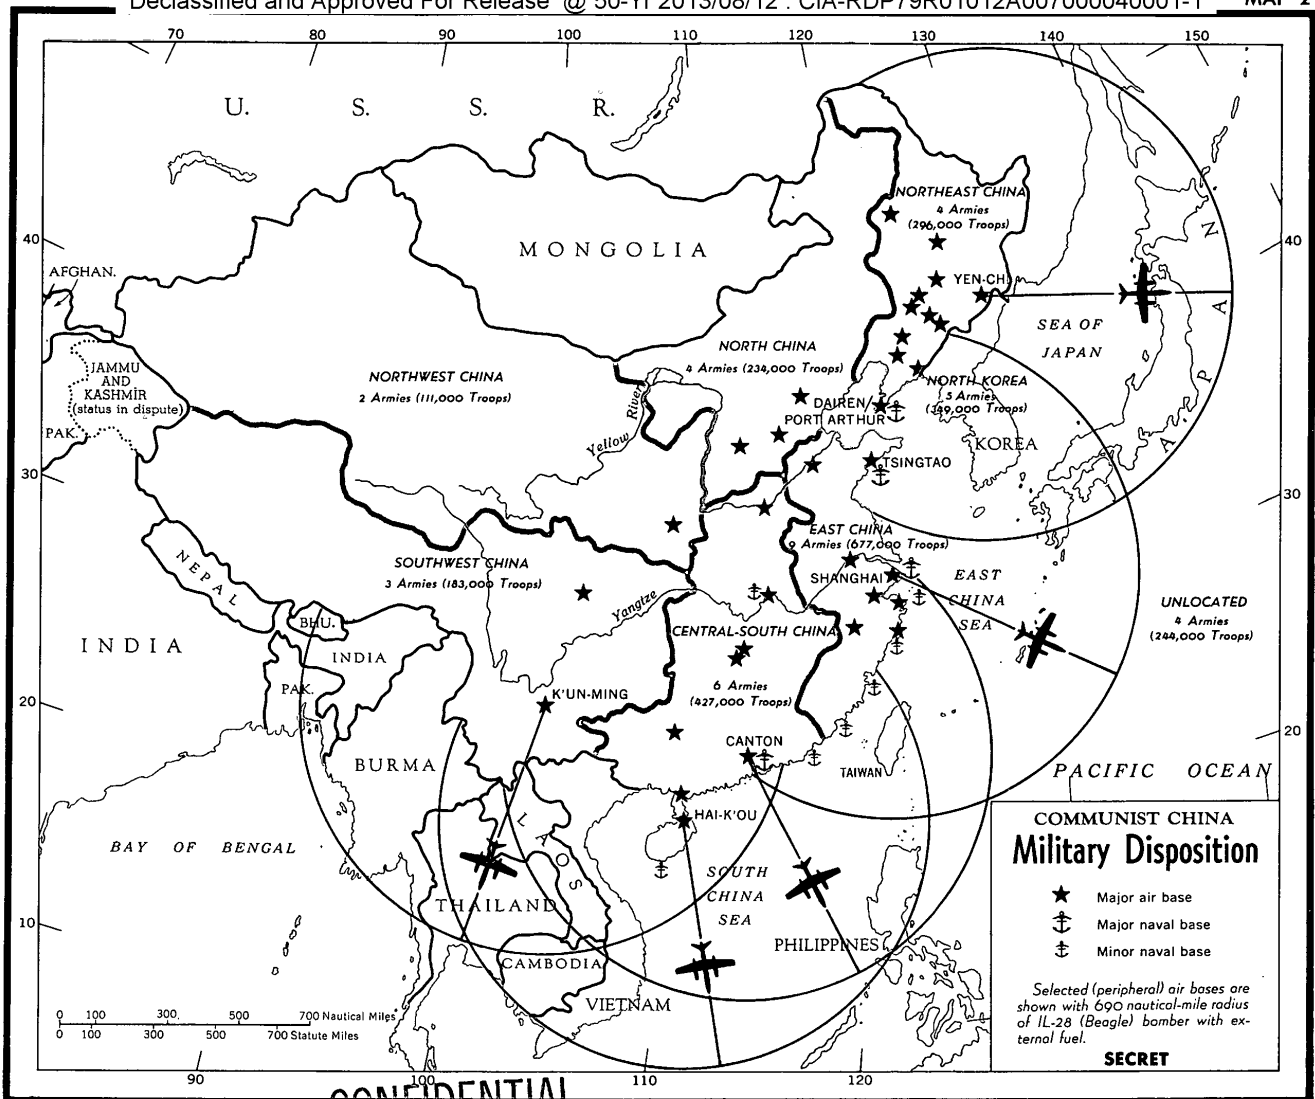 Declassified and Approved For Release @ 50-Yr 2013/08/12 : CIA-RDP79R01012A007000040001-1
MAP 2
70 80 90 100 110 120 130 140 150
U. S. S. R.
NORTHEAST CHINA
4 Armies
(296,000 Troops)
MONGOLIA
40
40
AFGHAN.
YEN-CHI
JAPAN
SEA OF
JAPAN
NORTH CHINA
4 Armies (234,000 Troops)
JAMMU
AND
KASHMIR
(status in dispute)
NORTHWEST CHINA
2 Armies (111,000 Troops)
NORTH KOREA
5 Armies
(349,000 Troops)
DAIREN/
PORT ARTHUR
PAK.
Yellow River
KOREA
TSINGTAO
30
30
EAST CHINA
9 Armies (677,000 Troops)
SOUTHWEST CHINA
3 Armies (183,000 Troops)
SHANGHAI
EAST
CHINA
SEA
NEPAL
Yangtze
UNLOCATED
4 Armies
(244,000 Troops)
BHU.
CENTRAL-SOUTH CHINA
6 Armies
(427,000 Troops)
INDIA
INDIA
PAK.
K'UN-MING
20
20
CANTON
BURMA
TAIWAN
PACIFIC OCEAN
HAI-K'OU
LAOS
BAY OF BENGAL
SOUTH
CHINA
SEA
THAILAND
10
PHILIPPINES
CAMBODIA
VIETNAM
COMMUNIST CHINA
Military Disposition
Major air base
Major naval base
Minor naval base
Selected (peripheral) air bases are
shown with 690 nautical-mile radius
of IL-28 (Beagle) bomber with ex-
ternal fuel.
SECRET
0 100 300 500 700 Nautical Miles
0 100 300 500 700 Statute Miles
90 100 110 120
CONFIDENTIAL